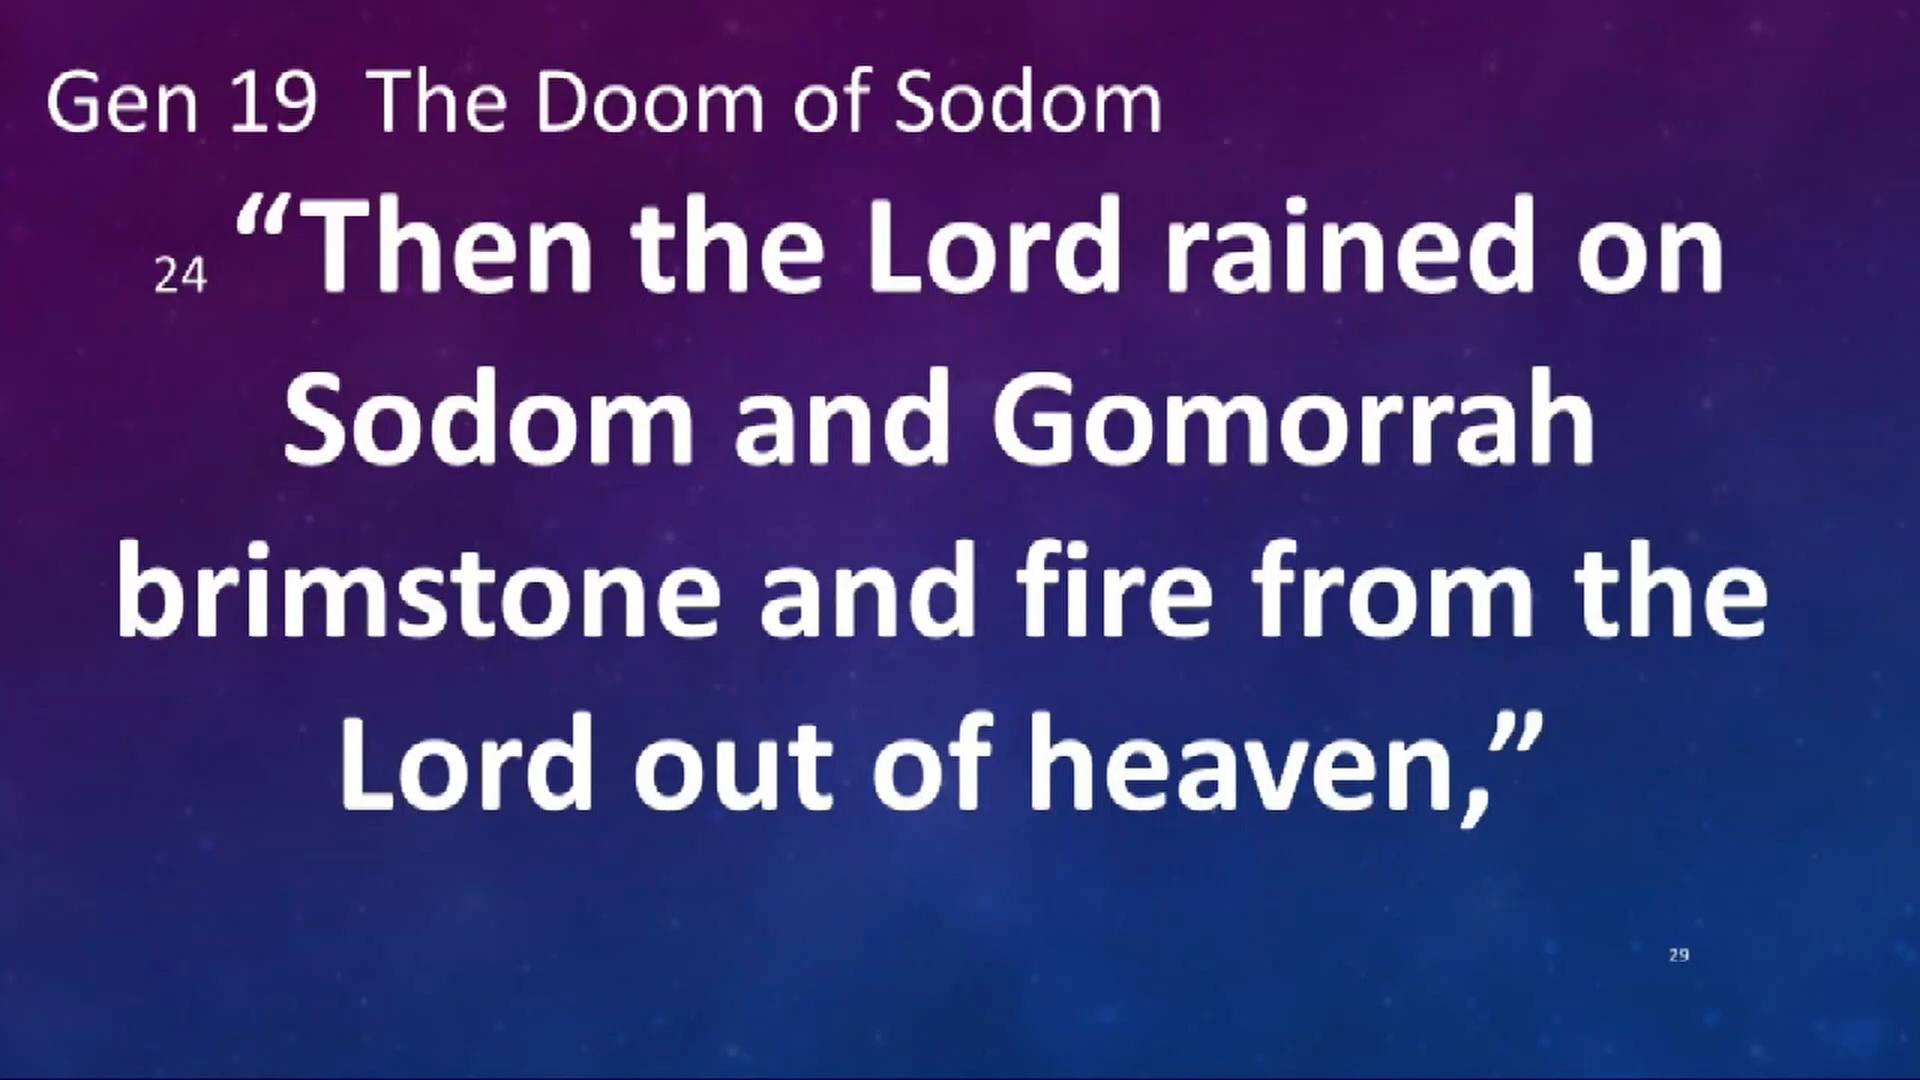 Gen 19 The Doom of Sodom
24 “Then the Lord rained on
Sodom and Gomorrah
brimstone and fire from the
Lord out of heaven,”
29